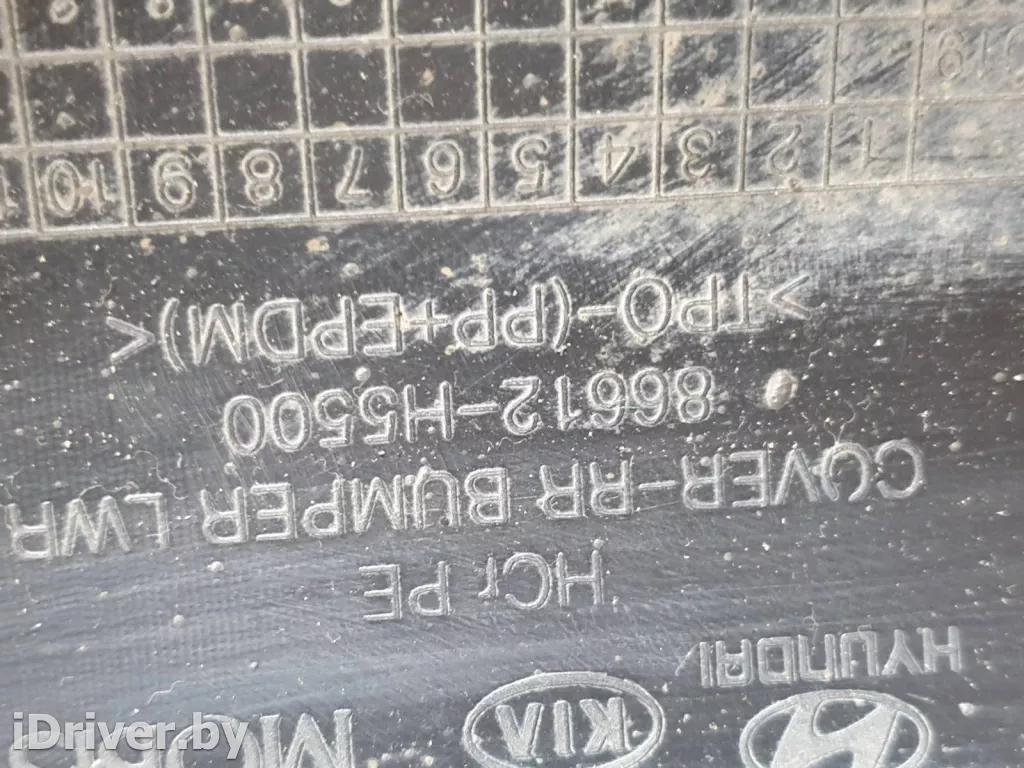 HYUNDAI KIA MOBIS
HCr PE
COVER-RR BUMPER LWR
86612-H5500
>TPO-(PP+EPDM)<
1 2 3 4 5 6 7 8 9 10
iDriver.by